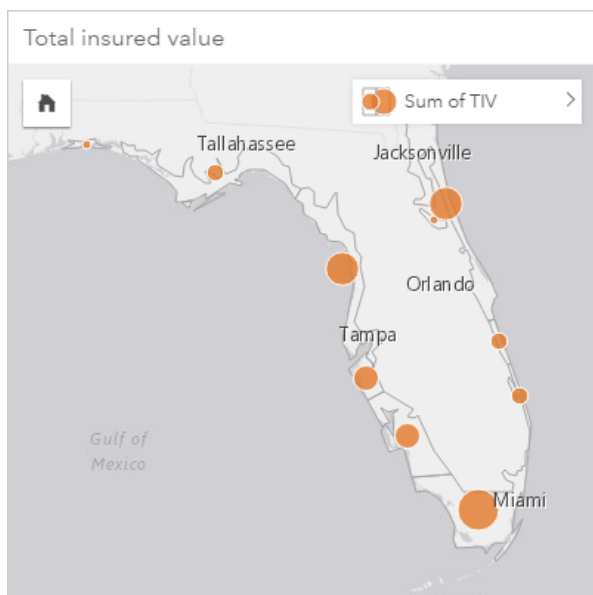 Total insured value
Sum of TIV
Tallahassee
Jacksonville
Orlando
Tampa
Gulf of
Mexico
Miami